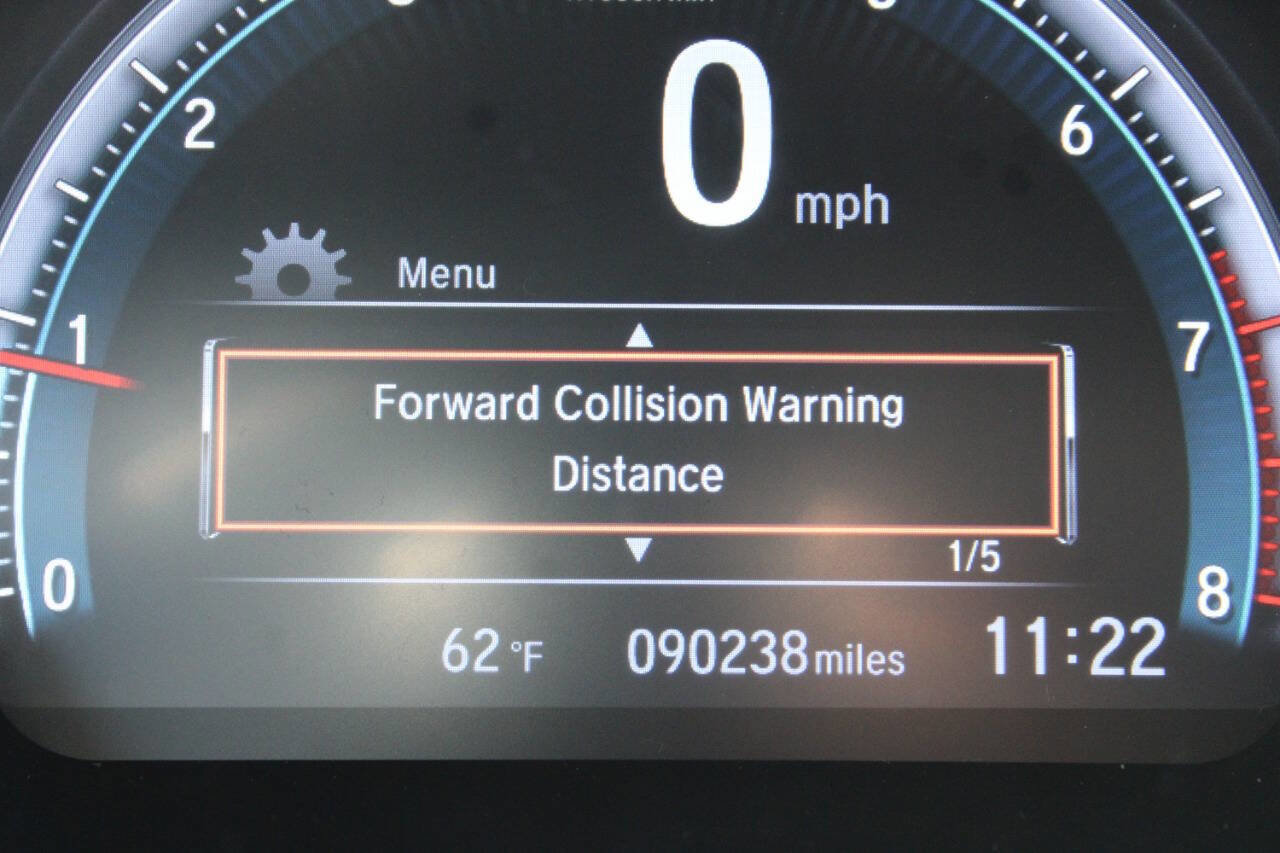 0 mph
2
6
Menu
1
7
Forward Collision Warning
Distance
1/5
0
8
62 °F 090238 miles 11:22